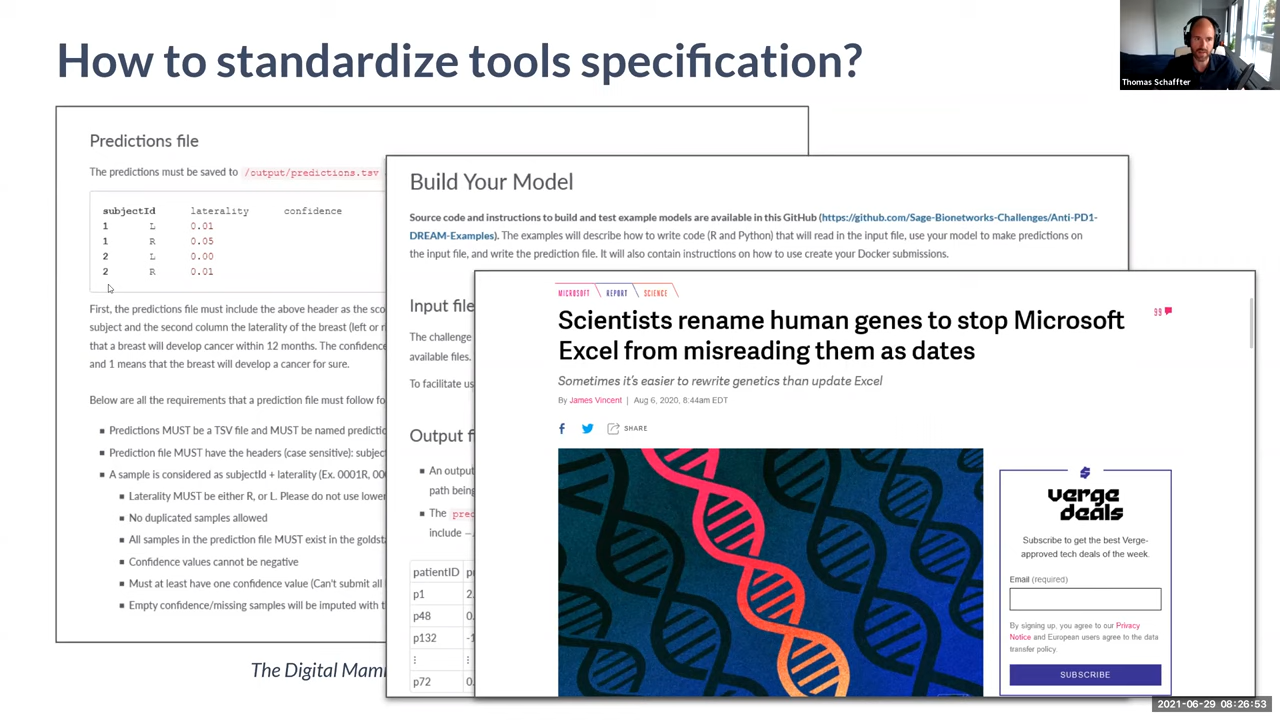 How to standardize tools specification?
Thomas Schaffter
Predictions file
The predictions must be saved to /output/predictions.tsv
subjectId laterality confidence
1 L 0.01
1 R 0.05
2 L 0.00
2 R 0.01
First, the predictions file must include the above header as the
subject and the second column the laterality of the breast (left or
that a breast will develop cancer within 12 months. The
and 1 means that the breast will develop a cancer for sure.
Below are all the requirements that a prediction file must follow
Predictions MUST be a TSV file and MUST be named
Prediction file MUST have the headers (case sensitive):
A sample is considered as subjectId + laterality (Ex. 0001R,
Laterality MUST be either R, or L. Please do not use
No duplicated samples allowed
All samples in the prediction file MUST exist in the
Confidence values cannot be negative
Must at least have one confidence value (Can't submit all
Empty confidence/missing samples will be imputed with
The Digital
Build Your Model
Source code and instructions to build and test example models are available in this GitHub (https://github.com/Sage-Bionetworks-Challenges/Anti-PD1-
DREAM-Examples). The examples will describe how to write code (R and Python) that will read in the input file, use your model to make predictions on
the input file, and write the prediction file. It will also contain instructions on how to use create your Docker submissions.
Input file
The challenge
available files.
To facilitate
Output
An output
path being
The
include
patientID
p1
p48
p132
⋮ ⋮
p72
MICROSOFT REPORT SCIENCE
Scientists rename human genes to stop Microsoft
Excel from misreading them as dates
99
Sometimes it's easier to rewrite genetics than update Excel
By James Vincent | Aug 6, 2020, 8:44am EDT
SHARE
verge
deals
Subscribe to get the best Verge-
approved tech deals of the week.
Email (required)
By signing up, you agree to our Privacy
Notice and European users agree to the data
transfer policy.
SUBSCRIBE
2021-06-29 08:26:53